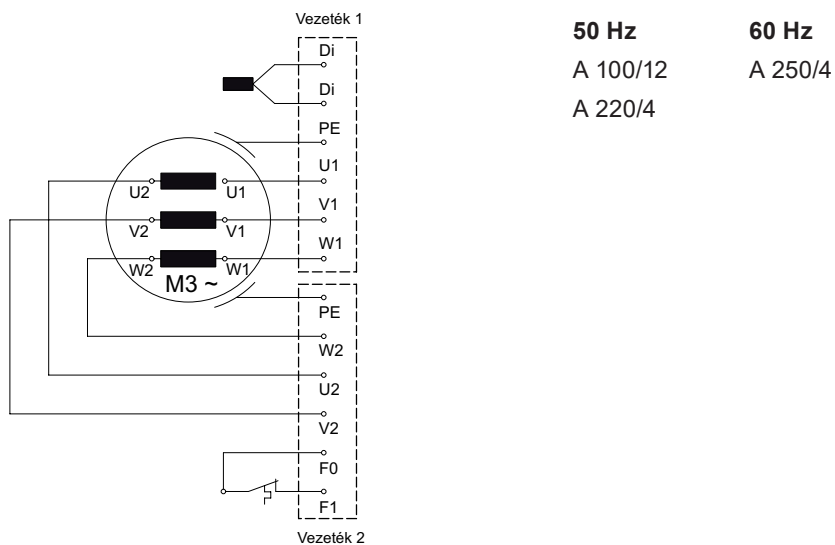 Vezeték 1
Di
Di
PE
U1
V1
W1
U2 U1
V2 V1
W2 W1
M3 ~
PE
W2
U2
V2
F0
F1
Vezeték 2
50 Hz 60 Hz
A 100/12 A 250/4
A 220/4